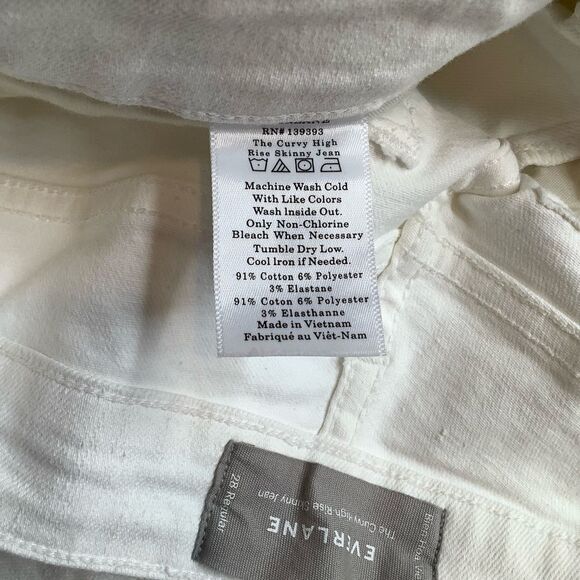 RN# 139393
The Curvy High
Rise Skinny Jean
Machine Wash Cold
With Like Colors
Wash Inside Out.
Only Non-Chlorine
Bleach When Necessary
Tumble Dry Low.
Cool Iron if Needed.
91% Cotton 6% Polyester
3% Elastane
91% Cotton 6% Polyester
3% Elasthanne
Made in Vietnam
Fabriqué au Viêt-Nam
EVERLANE
The Curvy High-Rise Skinny Jean
28 Regular